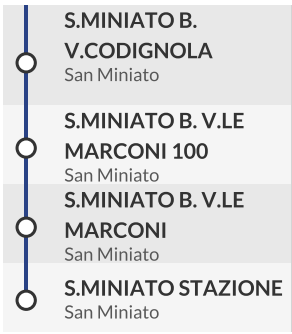 S.MINIATO B.
V.CODIGNOLA
San Miniato
S.MINIATO B. V.LE
MARCONI 100
San Miniato
S.MINIATO B. V.LE
MARCONI
San Miniato
S.MINIATO STAZIONE
San Miniato